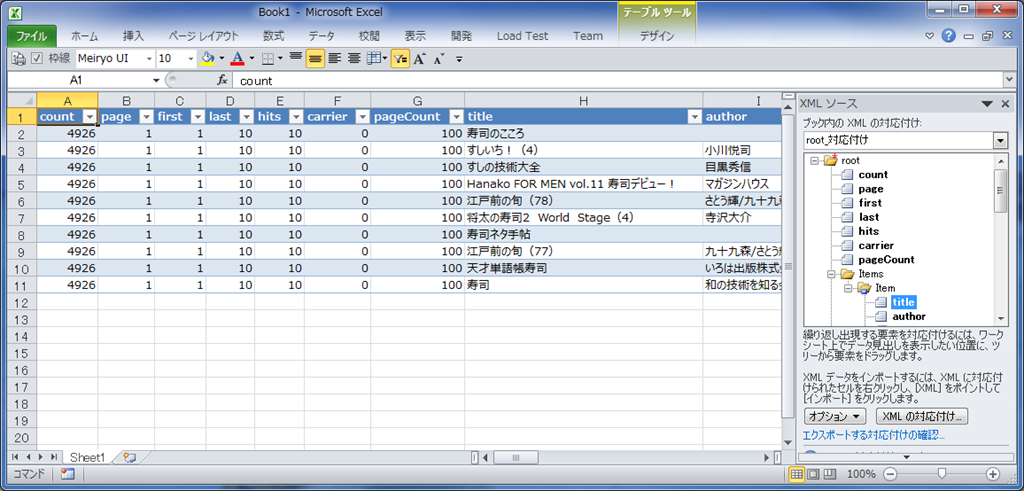 Book1 - Microsoft Excel
テーブル ツール
ファイル ホーム 挿入 ページ レイアウト 数式 データ 校閲 表示 開発 Load Test Team デザイン
枠線 Meiryo UI 10
A1 fx count
A B C D E F G H I
1 count page first last hits carrier pageCount title author
2 4926 1 1 10 10 0 100 寿司のこころ
3 4926 1 1 10 10 0 100 すしいち！（4） 小川悦司
4 4926 1 1 10 10 0 100 すしの技術大全 目黒秀信
5 4926 1 1 10 10 0 100 Hanako FOR MEN vol.11 寿司デビュー！ マガジンハウス
6 4926 1 1 10 10 0 100 江戸前の旬（78） さとう輝/九十九
7 4926 1 1 10 10 0 100 将太の寿司2 World Stage（4） 寺沢大介
8 4926 1 1 10 10 0 100 寿司ネタ手帖
9 4926 1 1 10 10 0 100 江戸前の旬（77） 九十九森/さとう
10 4926 1 1 10 10 0 100 天才単語帳寿司 いろは出版株式
11 4926 1 1 10 10 0 100 寿司 和の技術を知る
12
13
14
15
16
17
18
19
20
Sheet1
コマンド
100%
XML ソース
ブック内の XML の対応付け:
root_対応付け
root
count
page
first
last
hits
carrier
pageCount
Items
Item
title
author
繰り返し出現する要素を対応付けるには、ワーク
シート上でデータ見出しを表示したい位置に、ツ
リーから要素をドラッグします。
XML データをインポートするには、XML に対応付
けられたセルを右クリックし、[XML] をポイントして
[インポート] をクリックします。
オプション XML の対応付け...
エクスポートする対応付けの確認...